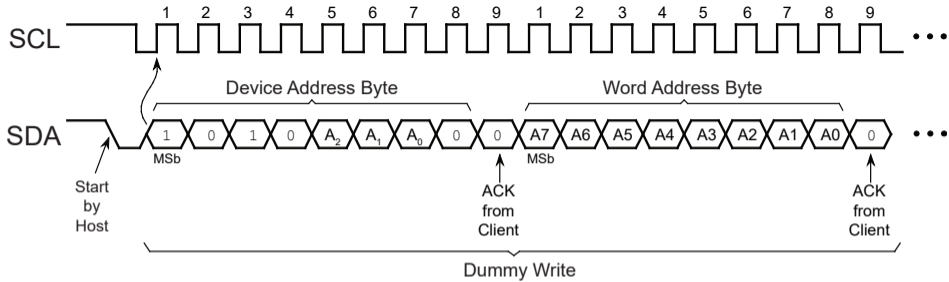 SCL 1 2 3 4 5 6 7 8 9 1 2 3 4 5 6 7 8 9 •••
Device Address Byte Word Address Byte
SDA 1 0 1 0 A2 A1 A0 0 0 A7 A6 A5 A4 A3 A2 A1 A0 0 •••
MSb MSb
Start
by
Host
ACK
from
Client
ACK
from
Client
Dummy Write